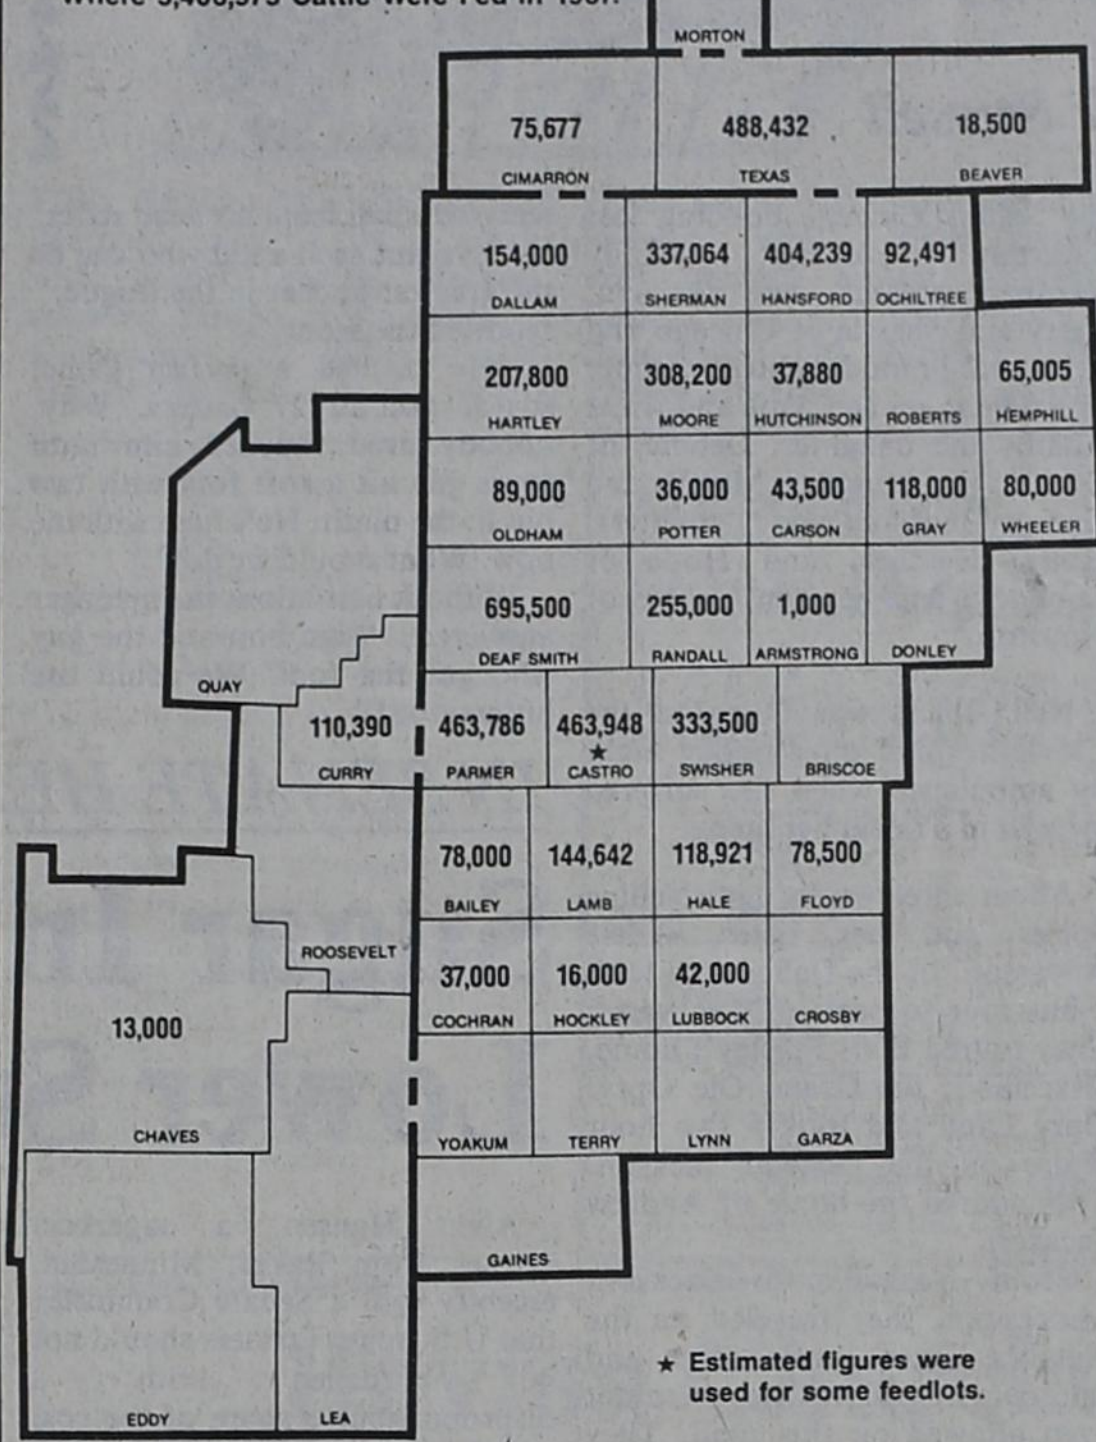 MORTON
75,677 488,432 18,500
CIMARRON TEXAS BEAVER
154,000 337,064 404,239 92,491
DALLAM SHERMAN HANSFORD OCHILTREE
207,800 308,200 37,880 65,005
HARTLEY MOORE HUTCHINSON ROBERTS HEMPHILL
89,000 36,000 43,500 118,000 80,000
OLDHAM POTTER CARSON GRAY WHEELER
695,500 255,000 1,000
DEAF SMITH RANDALL ARMSTRONG DONLEY
QUAY
110,390 463,786 463,948 333,500
★
CURRY PARMER CASTRO SWISHER BRISCOE
78,000 144,642 118,921 78,500
BAILEY LAMB HALE FLOYD
ROOSEVELT
37,000 16,000 42,000
COCHRAN HOCKLEY LUBBOCK CROSBY
13,000
CHAVES
YOAKUM TERRY LYNN GARZA
GAINES
★ Estimated figures were
used for some feedlots.
EDDY LEA